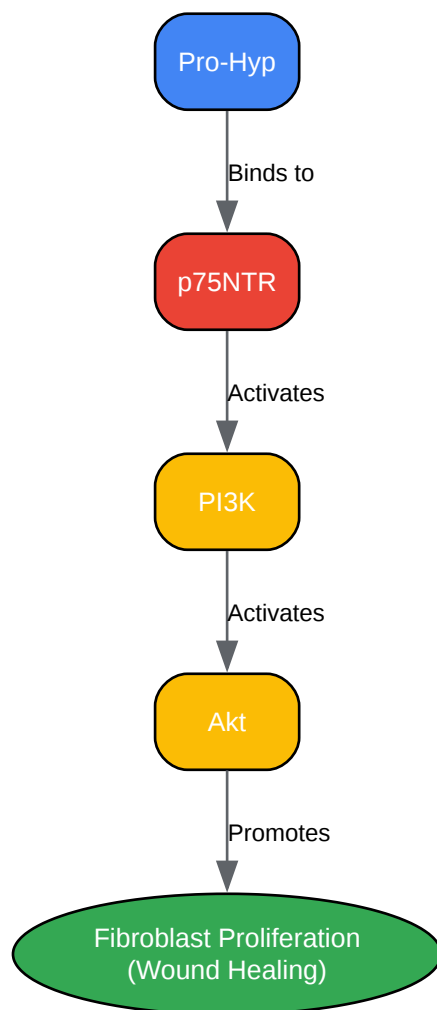 Pro-Hyp
Binds to
p75NTR
Activates
PI3K
Activates
Akt
Promotes
Fibroblast Proliferation
(Wound Healing)